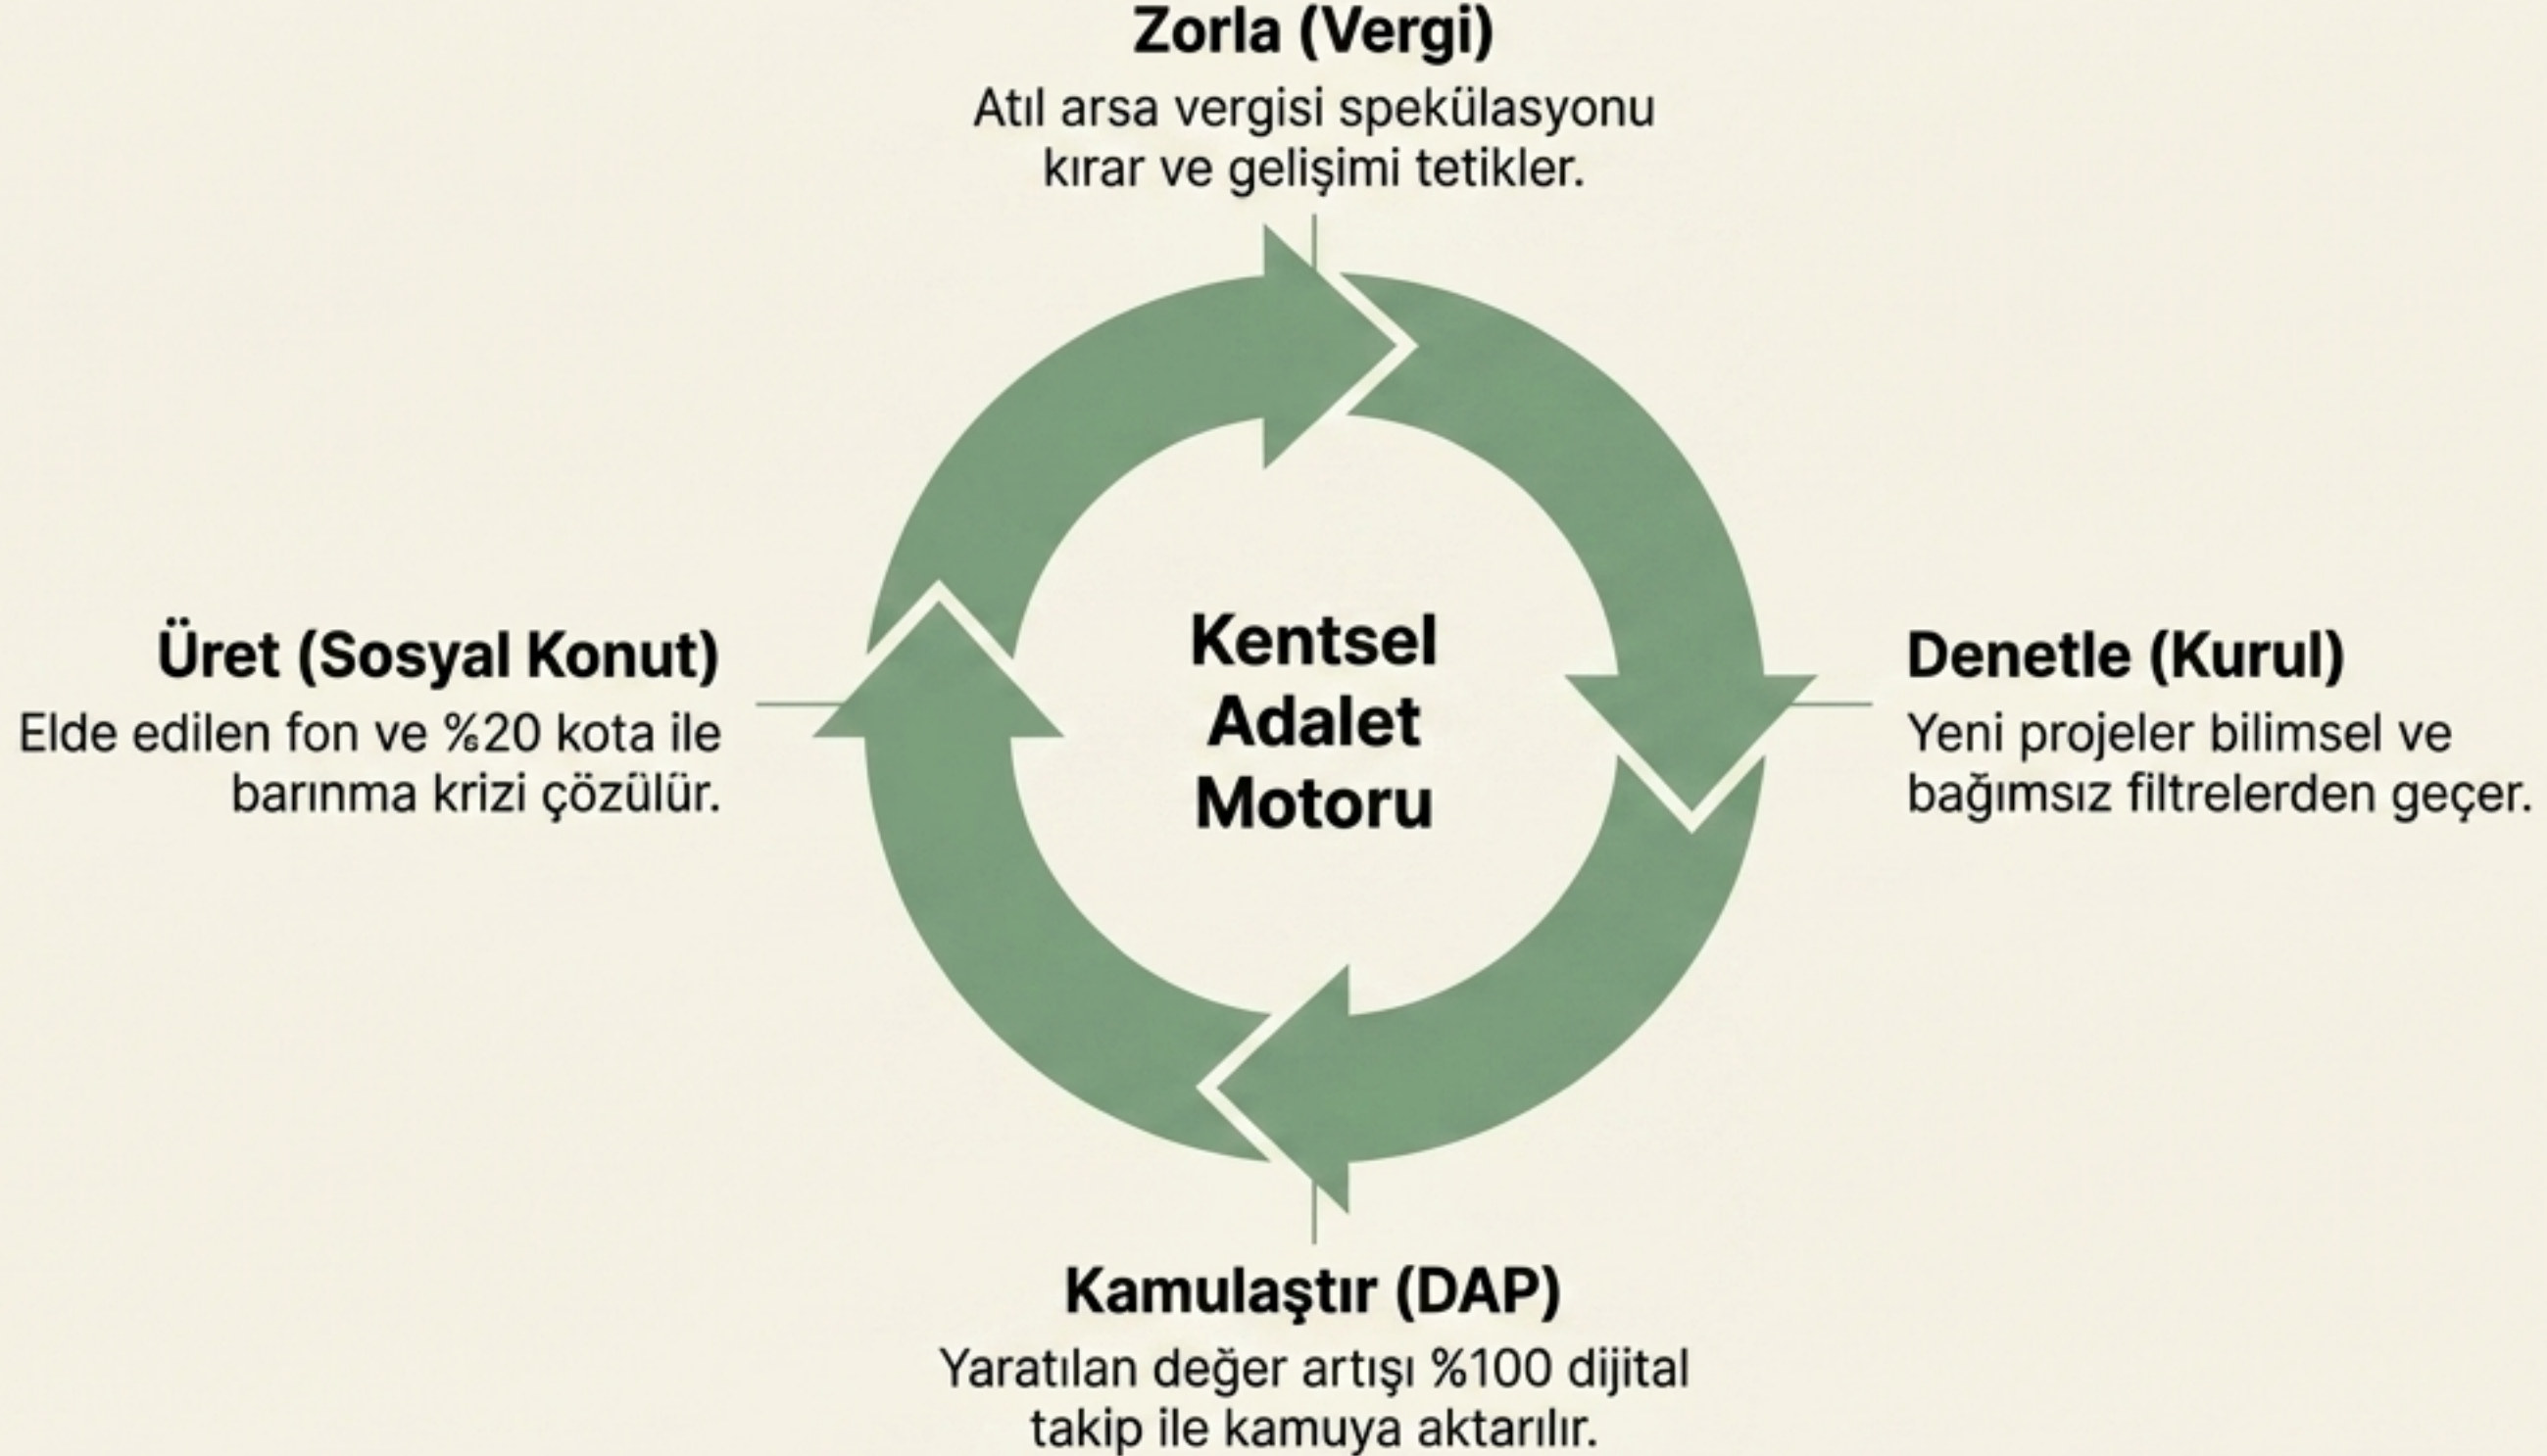 Zorla (Vergi)
Atıl arsa vergisi spekülasyonu
kırar ve gelişimi tetikler.
Üret (Sosyal Konut)
Elde edilen fon ve %20 kota ile
barınma krizi çözülür.
Kentsel
Adalet
Motoru
Denetle (Kurul)
Yeni projeler bilimsel ve
bağımsız filtrelerden geçer.
Kamulaştır (DAP)
Yaratılan değer artışı %100 dijital
takip ile kamuya aktarılır.